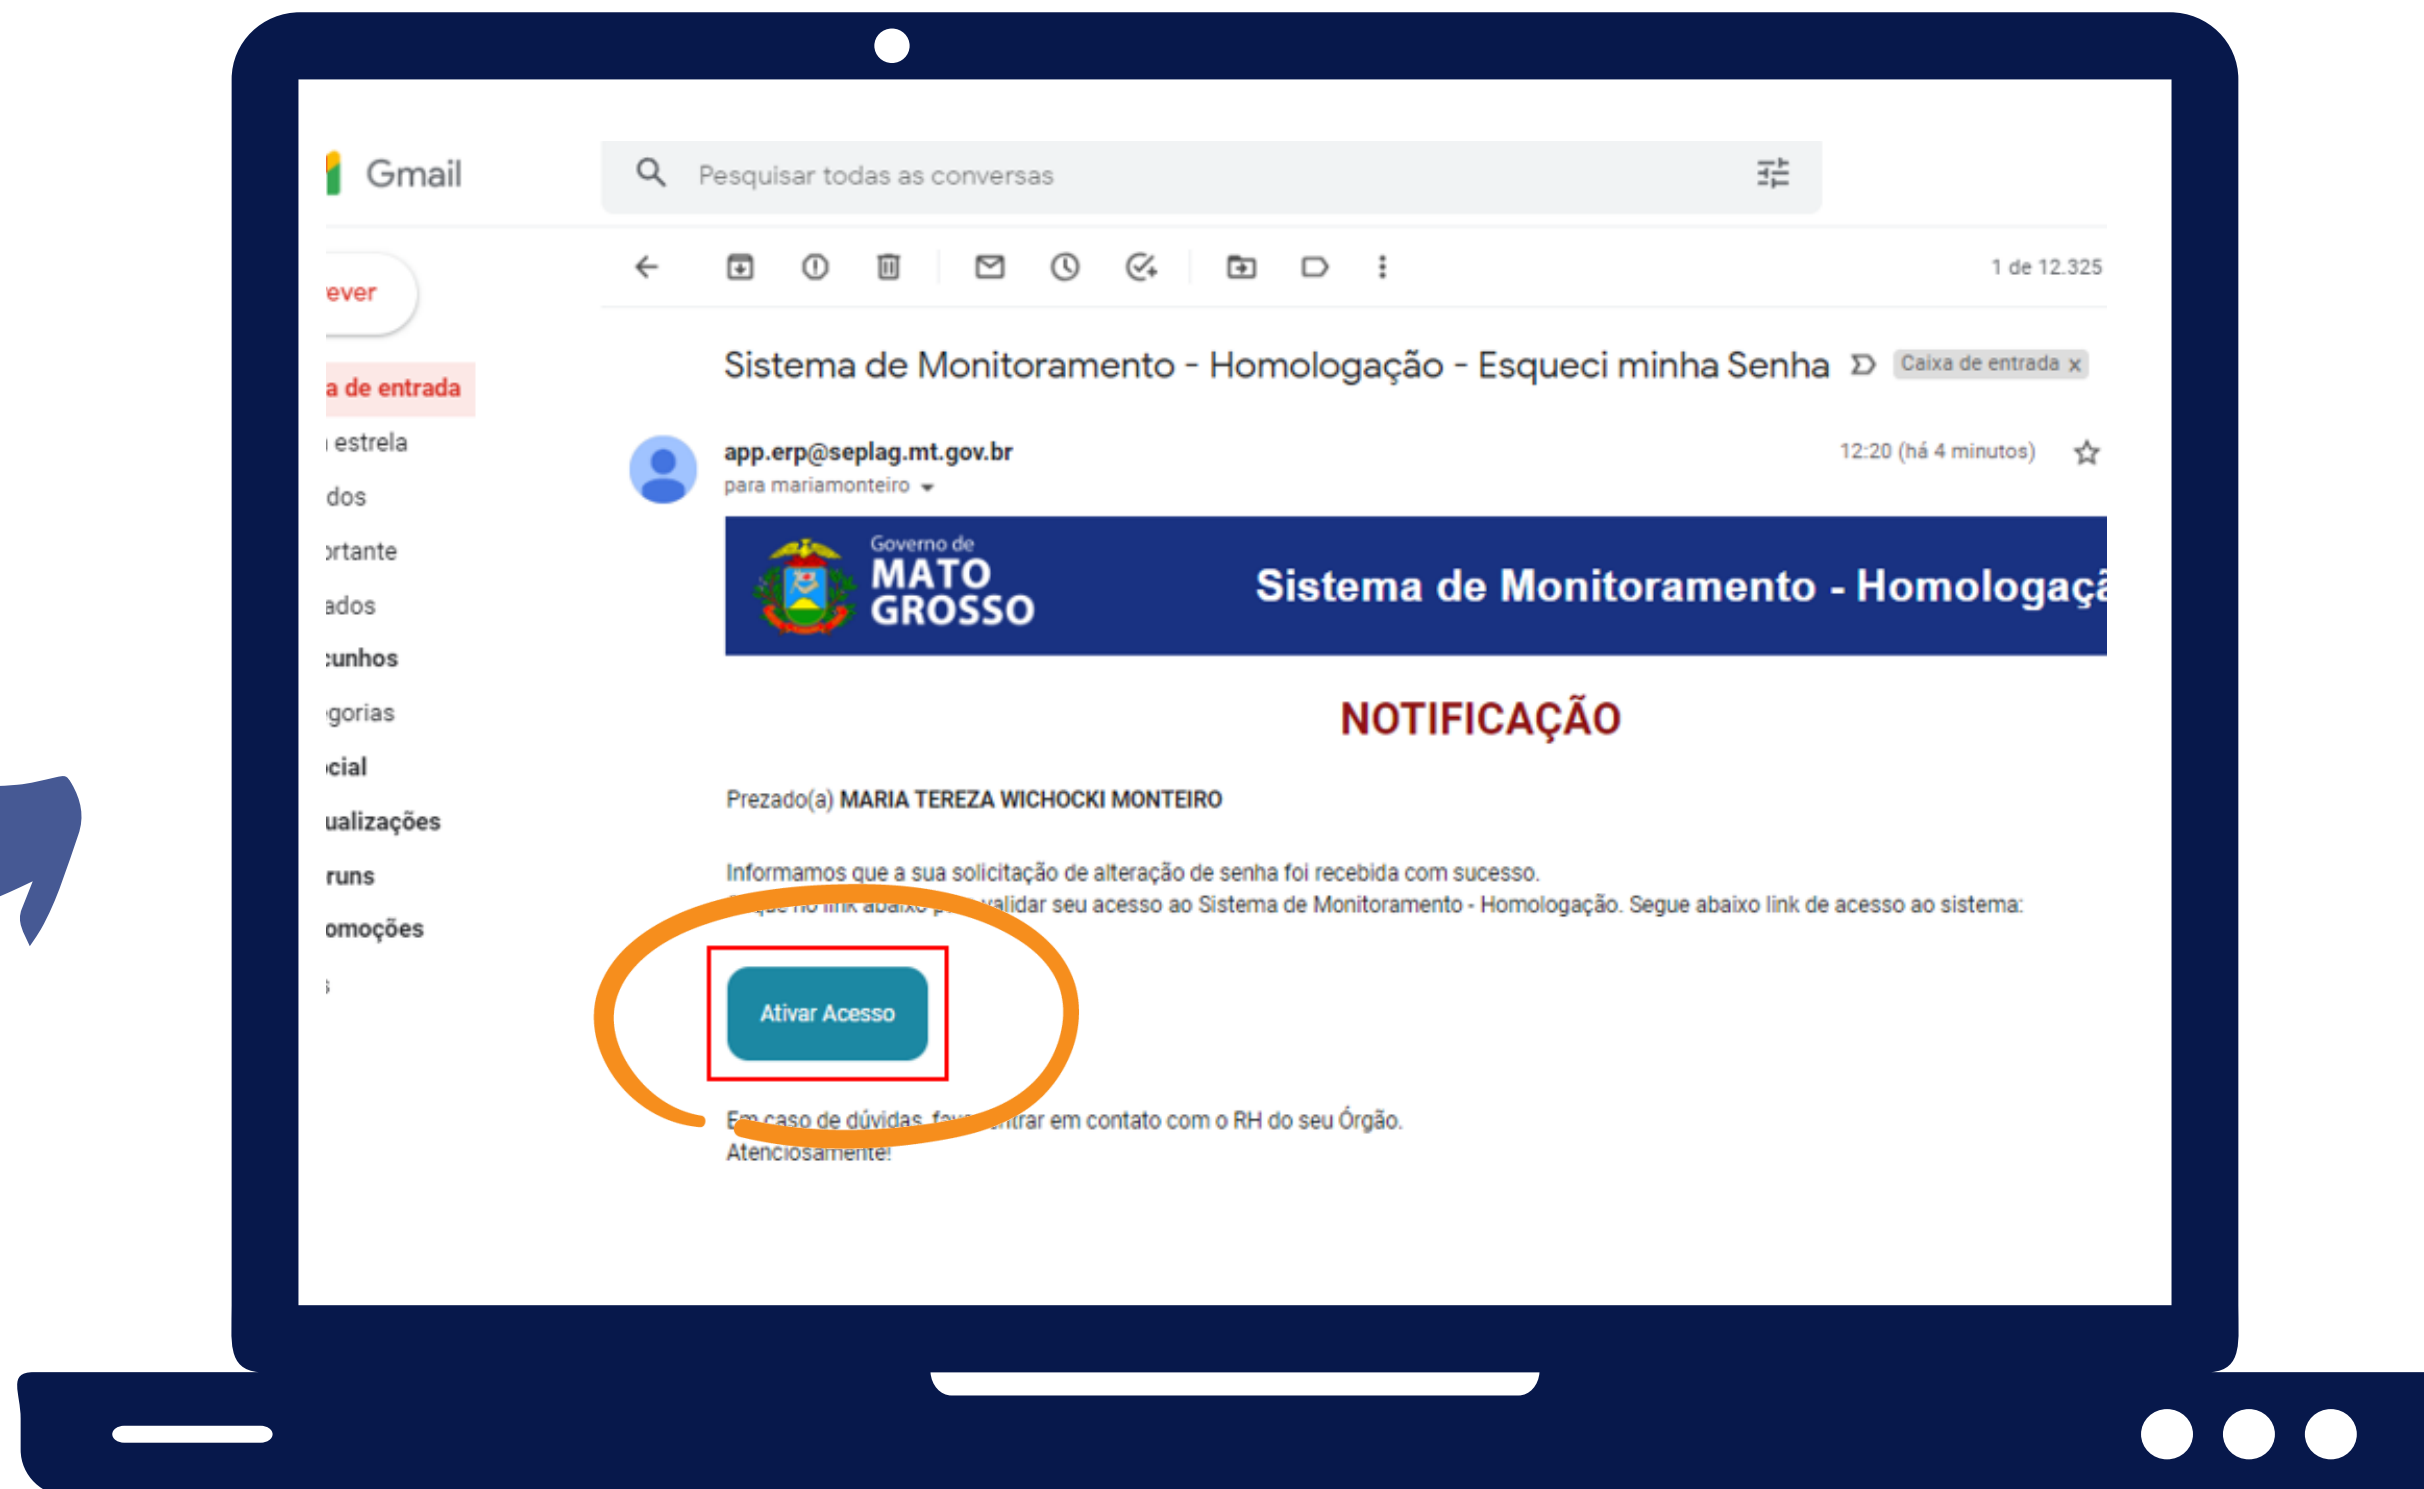 Gmail
Pesquisar todas as conversas
ever
1 de 12.325
a de entrada
Sistema de Monitoramento - Homologação - Esqueci minha Senha
Caixa de entrada x
estrela
app.erp@seplag.mt.gov.br
12:20 (há 4 minutos)
para mariamonteiro
dos
ortante
Governo de
MATO
GROSSO
Sistema de Monitoramento - Homologaçã
ados
cunhos
gorias
NOTIFICAÇÃO
cial
Prezado(a) MARIA TEREZA WICHOCKI MONTEIRO
ualizações
Informamos que a sua solicitação de alteração de senha foi recebida com sucesso.
runs
no link abaixo validar seu acesso ao Sistema de Monitoramento - Homologação. Segue abaixo link de acesso ao sistema:
omoções
s
Ativar Acesso
Em caso de dúvidas, entrar em contato com o RH do seu Órgão.
Atenciosamente!